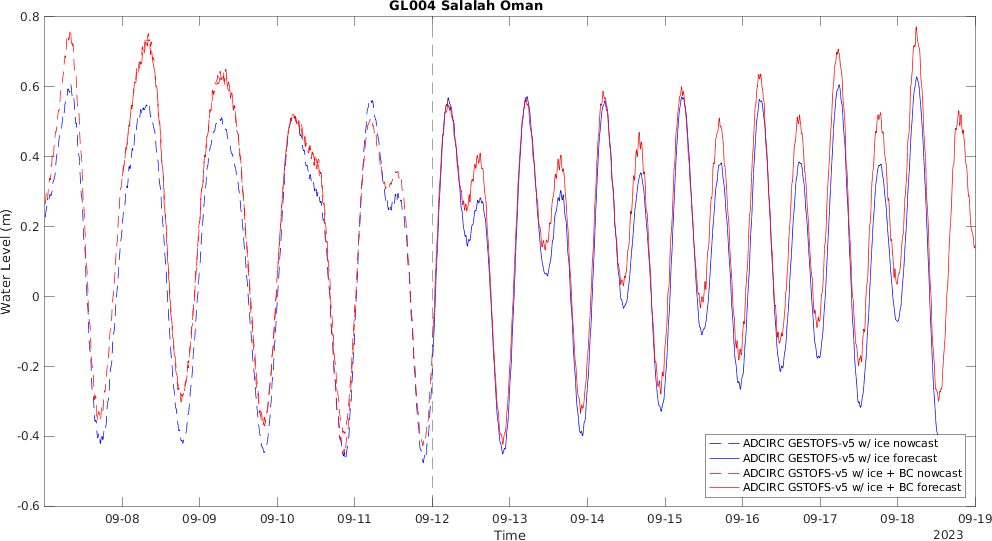 GL004 Salalah Oman
0.8
0.6
0.4
0.2
0
-0.2
-0.4
-0.6
Water Level (m)
ADCIRC GESTOFS-v5 w/ ice nowcast
ADCIRC GESTOFS-v5 w/ ice forecast
ADCIRC GSTOFS-v5 w/ ice + BC nowcast
ADCIRC GSTOFS-v5 w/ ice + BC forecast
09-08 09-09 09-10 09-11 09-12 09-13 09-14 09-15 09-16 09-17 09-18 09-19
Time
2023